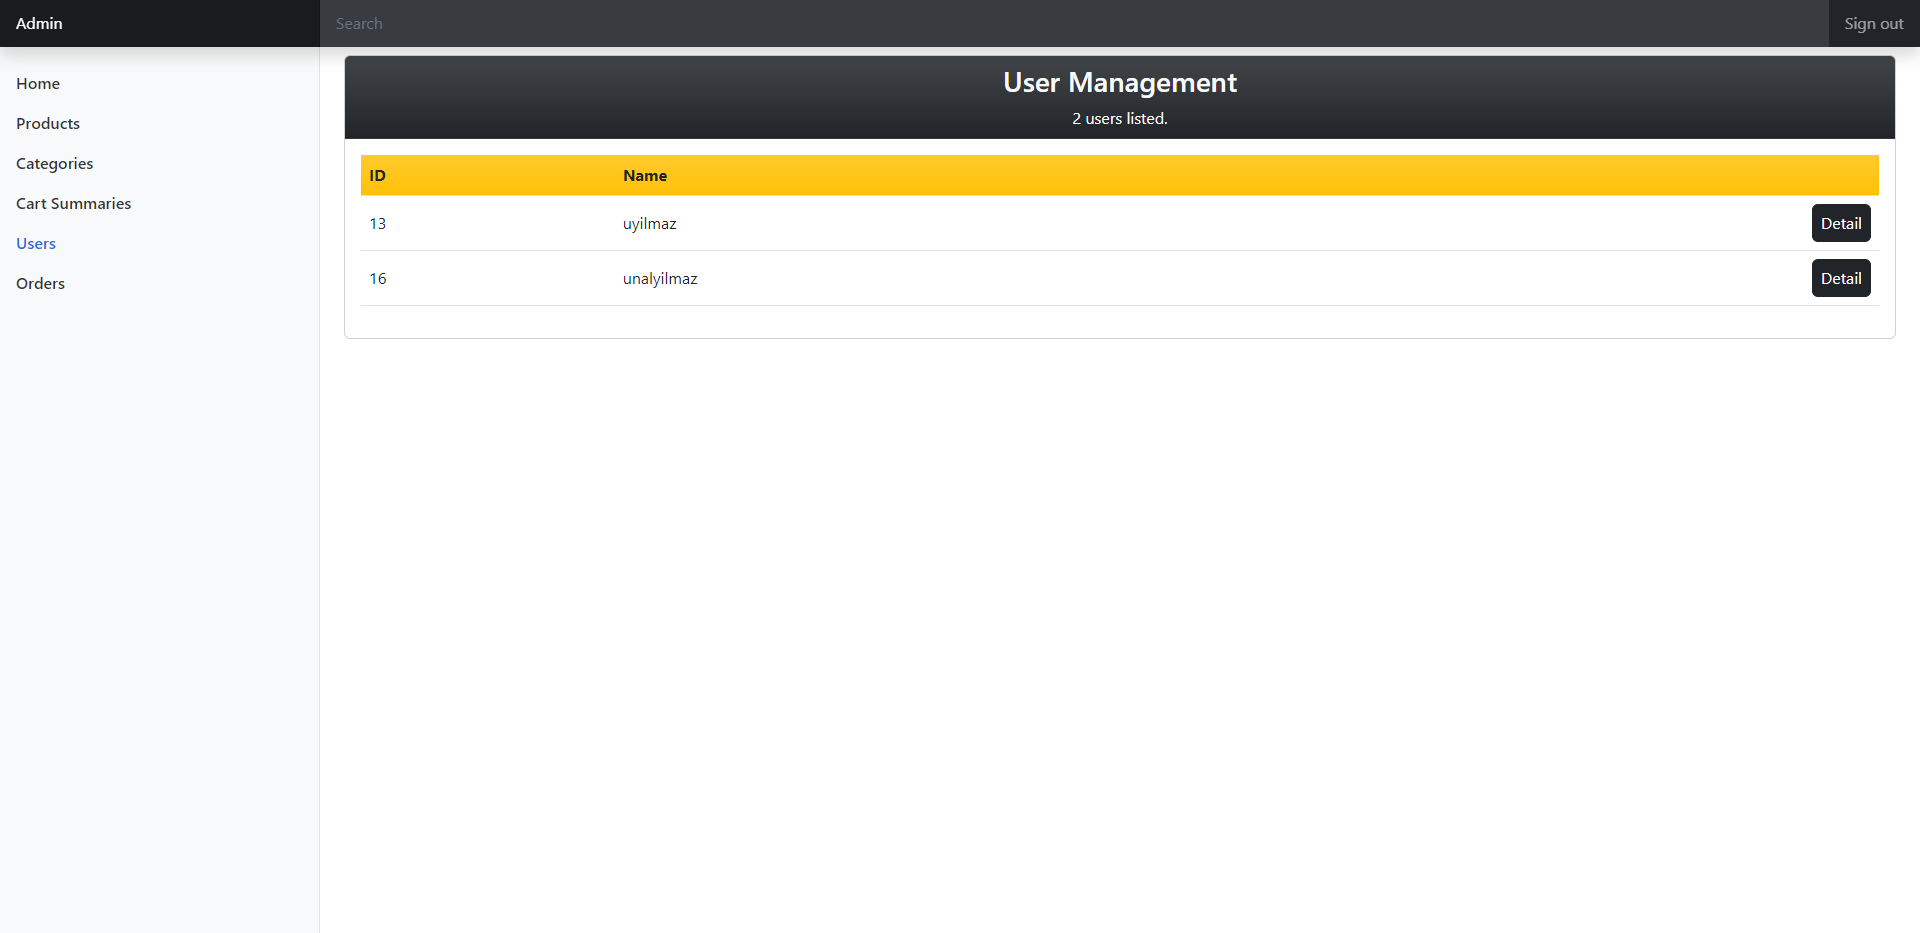 Admin
Search
Sign out
Home
Products
Categories
Cart Summaries
Users
Orders
User Management
2 users listed.
ID Name
13 uyilmaz Detail
16 unalyilmaz Detail